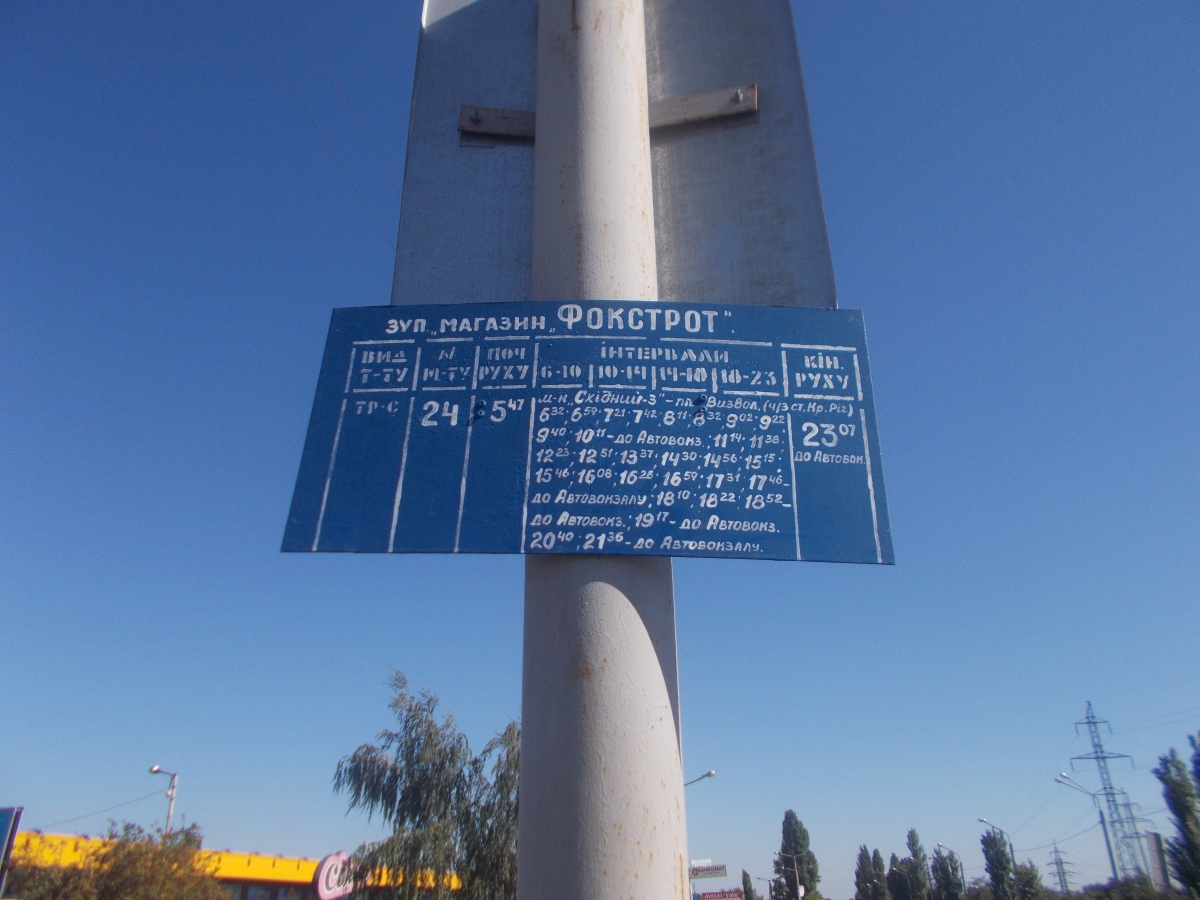 ЗУП. „МАГАЗИН „ФОКСТРОТ".
ВИД Т-ТУ
N М-ТУ
ПОЧ РУХУ
ІНТЕРВАЛИ
6-10 10-14 14-18 18-23
КІН. РУХУ
ТР-С 24 5⁴⁷
м-н „Східний-3"- пл. Визвол. (ч/з ст. Кр. Ріг)
6³²; 6⁵⁹; 7²¹; 7⁴²; 8¹¹; 8³²; 9⁰²; 9²²
9⁴⁰; 10¹¹- до Автовокз.; 11¹⁴; 11³⁸;
12²³; 12⁵¹; 13³⁷; 14³⁰; 14⁵⁶; 15¹⁵;
15⁴⁶; 16⁰⁸; 16²⁶; 16⁵⁹; 17³¹; 17⁴⁶-
до Автовокзалу; 18¹⁰; 18²²; 18⁵²-
до Автовокз.; 19¹⁷- до Автовокз.
20⁴⁰; 21³⁶- до Автовокзалу.
23⁰⁷
до Автовок.